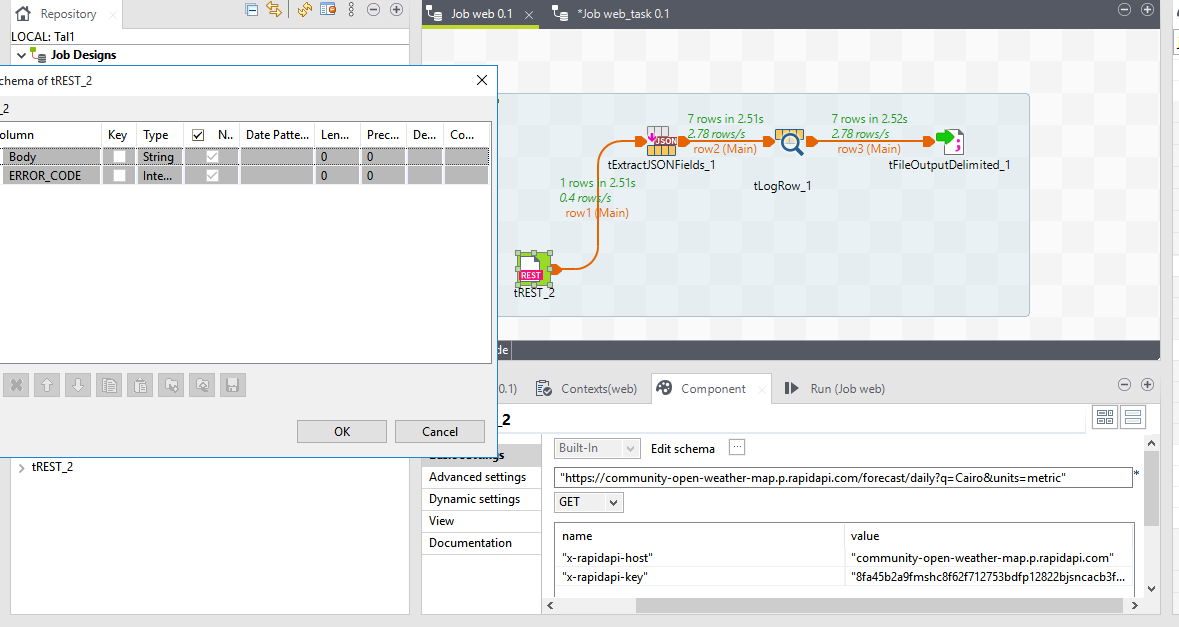 Repository
LOCAL: Tal1
Job Designs
Job web 0.1
*Job web_task 0.1
chema of tREST_2
_2
olumn Key Type N.. Date Patte... Len... Prec... De... Co...
Body String 0 0
ERROR_CODE Inte... 0 0
OK Cancel
tREST_2
7 rows in 2.51s
2.78 rows/s
row2 (Main)
7 rows in 2.52s
2.78 rows/s
row3 (Main)
JSON
tExtractJSONFields_1
tLogRow_1
tFileOutputDelimited_1
1 rows in 2.51s
0.4 rows/s
row1 (Main)
REST
tREST_2
de
0.1) Contexts(web) Component Run (Job web)
_2
Basic settings
Advanced settings
Dynamic settings
View
Documentation
Built-In Edit schema ...
"https://community-open-weather-map.p.rapidapi.com/forecast/daily?q=Cairo&units=metric" *
GET
name value
"x-rapidapi-host" "community-open-weather-map.p.rapidapi.com"
"x-rapidapi-key" "8fa45b2a9fmshc8f62f712753bdfp12822bjsncacb3f...